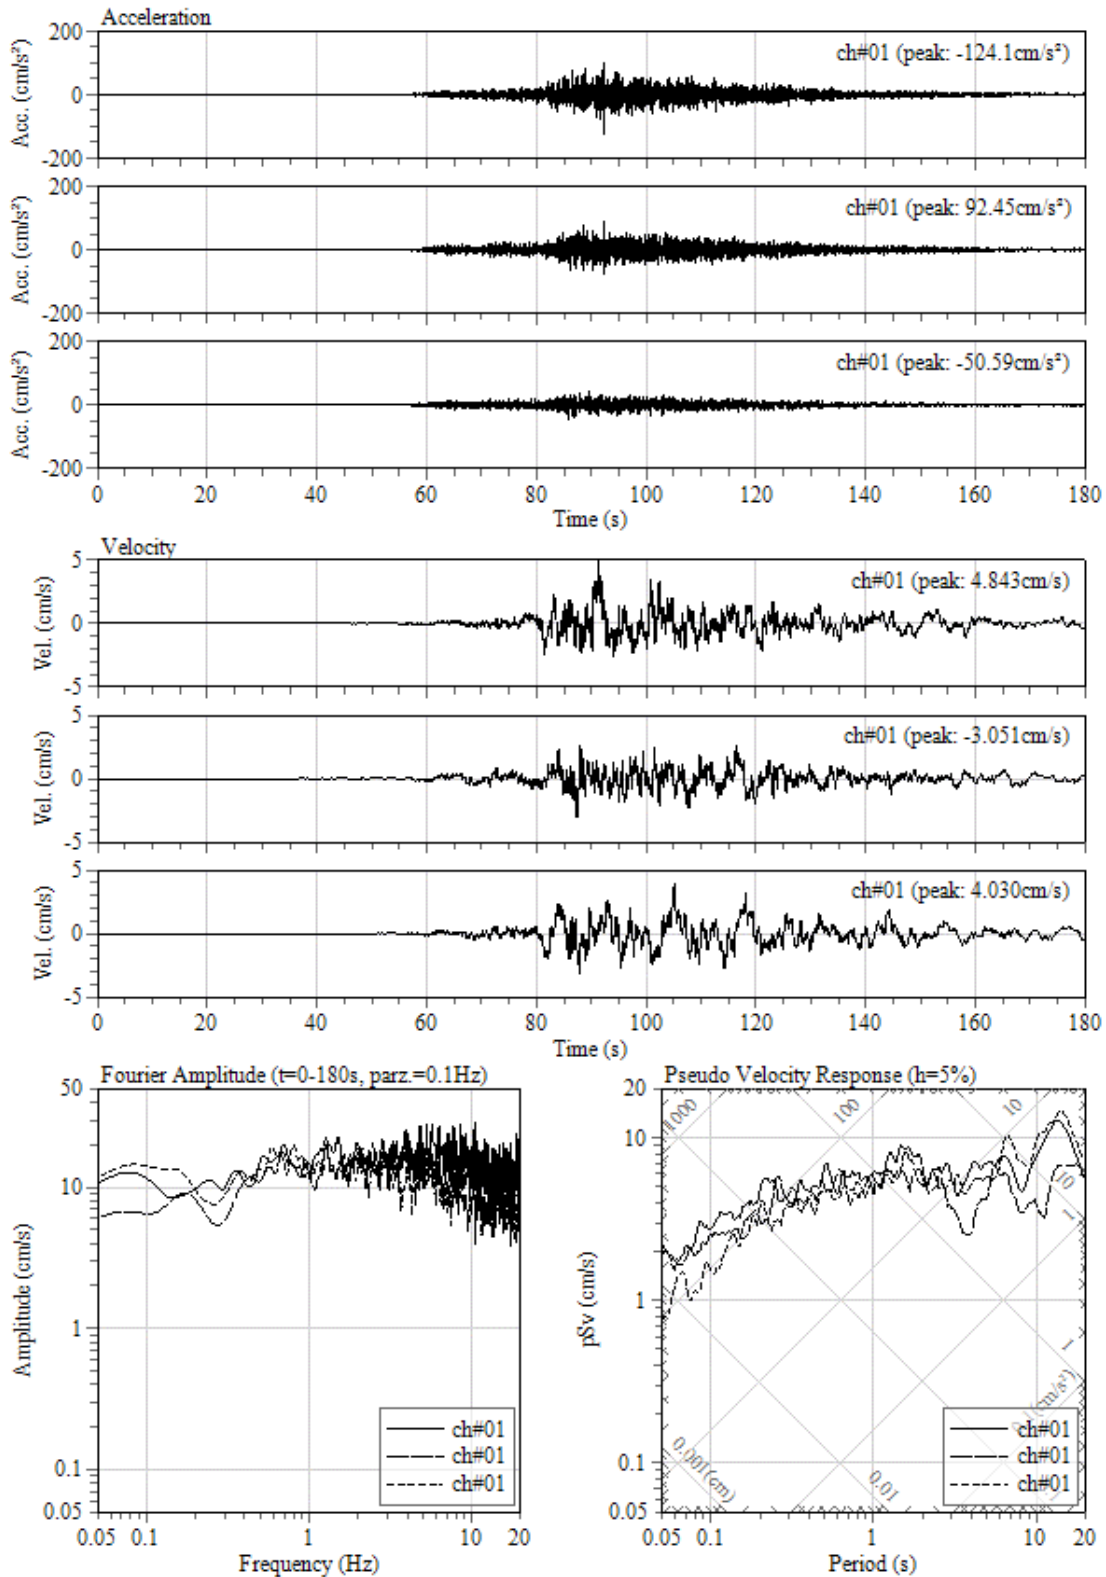 Acceleration
200
0
-200
Acc. (cm/s²)
ch#01 (peak: -124.1cm/s²)
200
0
-200
Acc. (cm/s²)
ch#01 (peak: 92.45cm/s²)
200
0
-200
Acc. (cm/s²)
ch#01 (peak: -50.59cm/s²)
0 20 40 60 80 100 120 140 160 180
Time (s)
Velocity
5
0
-5
Vel. (cm/s)
ch#01 (peak: 4.843cm/s)
5
0
-5
Vel. (cm/s)
ch#01 (peak: -3.051cm/s)
5
0
-5
Vel. (cm/s)
ch#01 (peak: 4.030cm/s)
0 20 40 60 80 100 120 140 160 180
Time (s)
Fourier Amplitude (t=0-180s, parz.=0.1Hz)
50
10
1
0.1
0.05
Amplitude (cm/s)
ch#01
ch#01
ch#01
0.05 0.1 1 10 20
Frequency (Hz)
Pseudo Velocity Response (h=5%)
20
10
1
0.1
0.05
pSv (cm/s)
1000
100
10
10
1
1
0.1(cm/s²)
0.001(cm)
0.01
ch#01
ch#01
ch#01
0.05 0.1 1 10 20
Period (s)